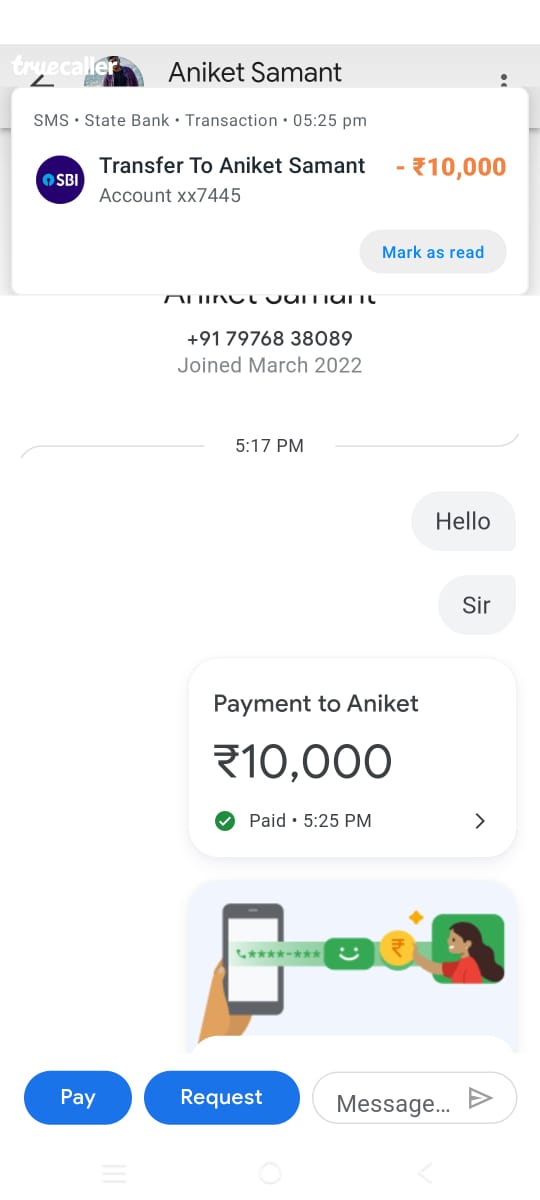 truecaller
Aniket Samant
SMS • State Bank • Transaction • 05:25 pm
SBI
Transfer To Aniket Samant
- ₹10,000
Account xx7445
Mark as read
Aniket Samant
+91 79768 38089
Joined March 2022
5:17 PM
Hello
Sir
Payment to Aniket
₹10,000
Paid • 5:25 PM
****-***
₹
Pay
Request
Message...